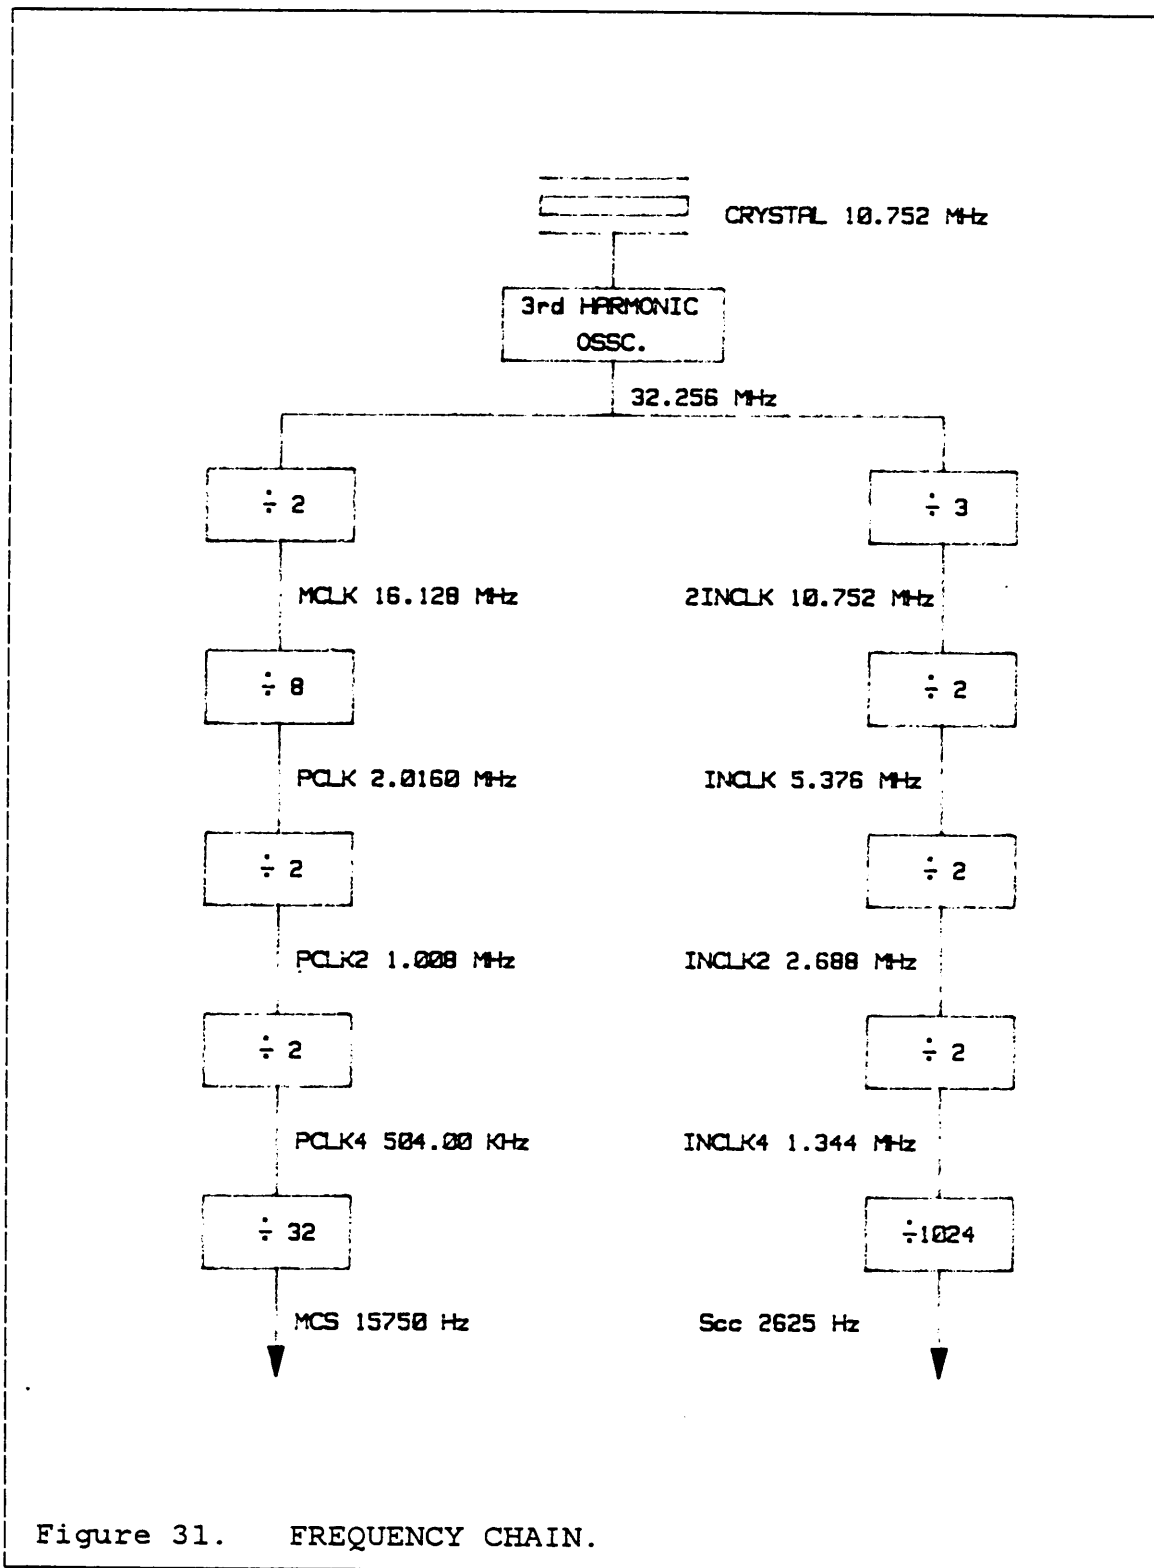 CRYSTAL 10.752 MHz
3rd HARMONIC
OSSC.
32.256 MHz
÷ 2
÷ 3
MCLK 16.128 MHz
2INCLK 10.752 MHz
÷ 8
÷ 2
PCLK 2.0160 MHz
INCLK 5.376 MHz
÷ 2
÷ 2
PCLK2 1.008 MHz
INCLK2 2.688 MHz
÷ 2
÷ 2
PCLK4 504.00 KHz
INCLK4 1.344 MHz
÷ 32
÷1024
MCS 15750 Hz
Scc 2625 Hz
Figure 31. FREQUENCY CHAIN.